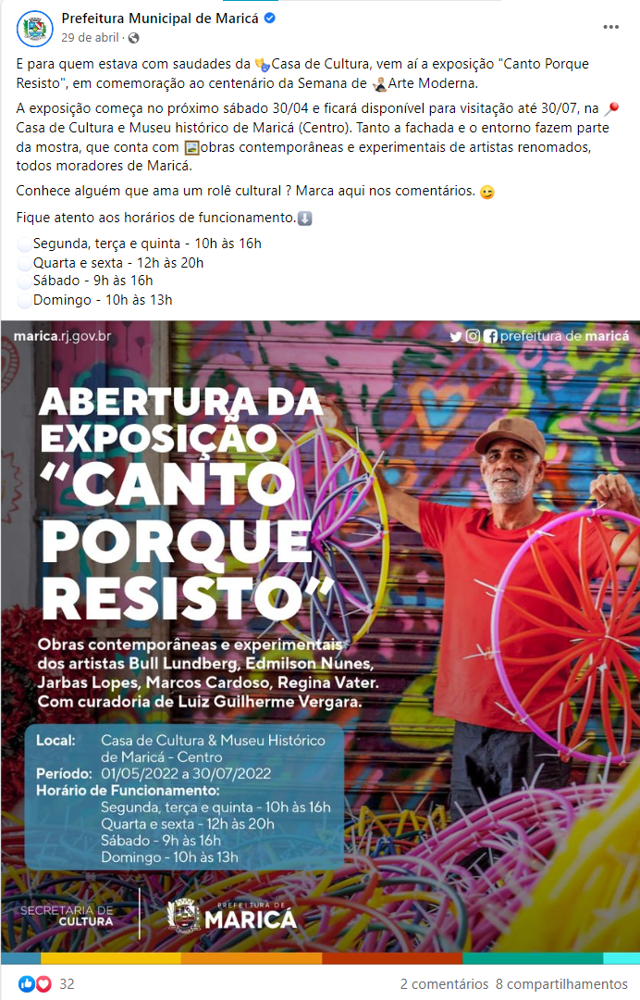 Prefeitura Municipal de Maricá
29 de abril ·
E para quem estava com saudades da 🎭Casa de Cultura, vem aí a exposição "Canto Porque
Resisto", em comemoração ao centenário da Semana de 👩🏻‍🎨Arte Moderna.
A exposição começa no próximo sábado 30/04 e ficará disponível para visitação até 30/07, na 📍
Casa de Cultura e Museu histórico de Maricá (Centro). Tanto a fachada e o entorno fazem parte
da mostra, que conta com 🖼️obras contemporâneas e experimentais de artistas renomados,
todos moradores de Maricá.
Conhece alguém que ama um rolê cultural ? Marca aqui nos comentários. 😉
Fique atento aos horários de funcionamento.⬇️
Segunda, terça e quinta - 10h às 16h
Quarta e sexta - 12h às 20h
Sábado - 9h às 16h
Domingo - 10h às 13h
marica.rj.gov.br
prefeitura de maricá
ABERTURA DA
EXPOSIÇÃO
"CANTO
PORQUE
RESISTO"
Obras contemporâneas e experimentais
dos artistas Bull Lundberg, Edmilson Nunes,
Jarbas Lopes, Marcos Cardoso, Regina Vater.
Com curadoria de Luiz Guilherme Vergara.
Local: Casa de Cultura & Museu Histórico
de Maricá - Centro
Período: 01/05/2022 a 30/07/2022
Horário de Funcionamento:
Segunda, terça e quinta - 10h às 16h
Quarta e sexta - 12h às 20h
Sábado - 9h às 16h
Domingo - 10h às 13h
SECRETARIA DE
CULTURA
PREFEITURA DE
MARICÁ
32
2 comentários 8 compartilhamentos